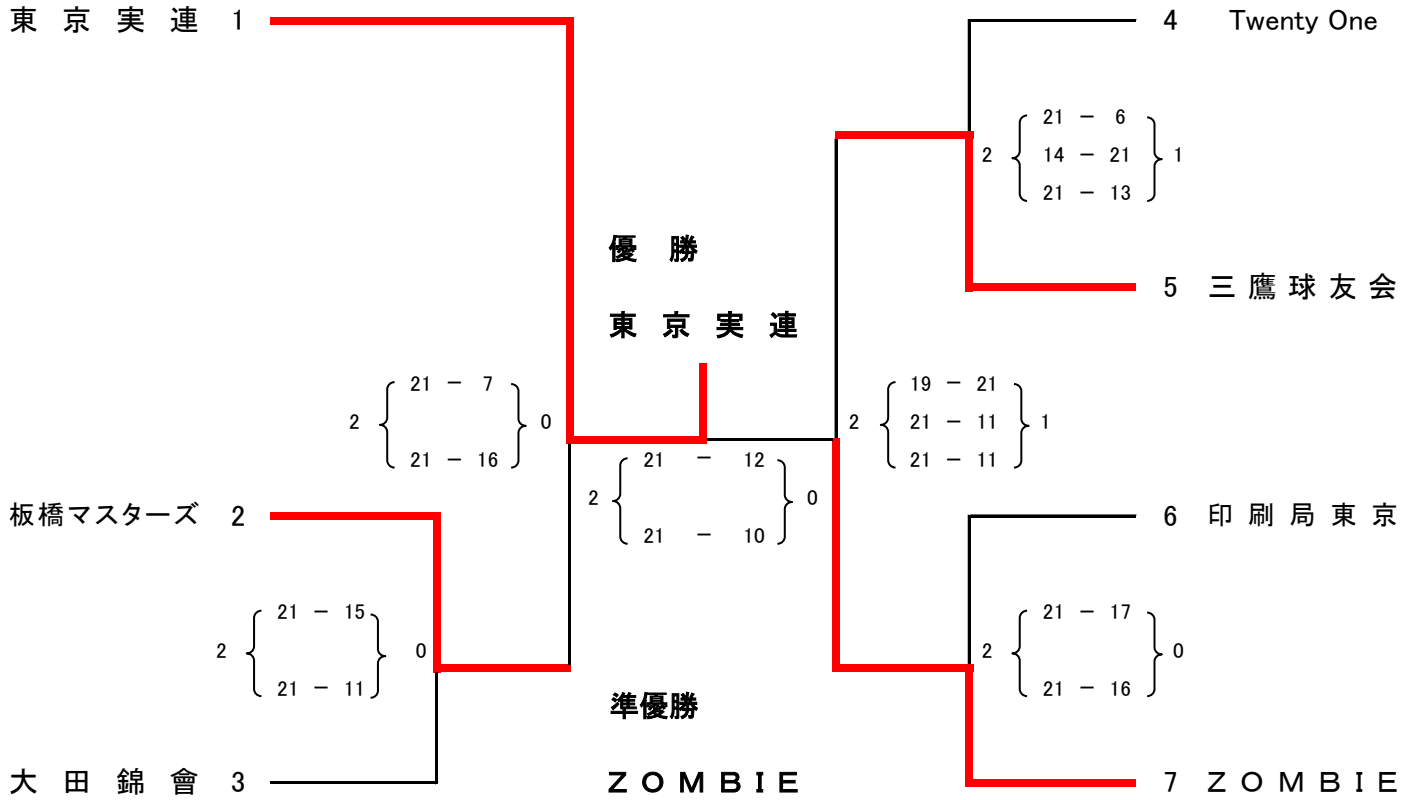 東京実連 1
4 Twenty One
21 － 6
2 14 － 21 1
21 － 13
優勝
5 三鷹球友会
東京実連
21 － 7
2 0
21 － 16
19 － 21
2 21 － 11 1
21 － 11
21 － 12
2 0
21 － 10
板橋マスターズ 2
6 印刷局東京
21 － 15
2 0
21 － 11
21 － 17
2 0
21 － 16
準優勝
大田錦會 3
ＺＯＭＢＩＥ
7 ＺＯＭＢＩＥ